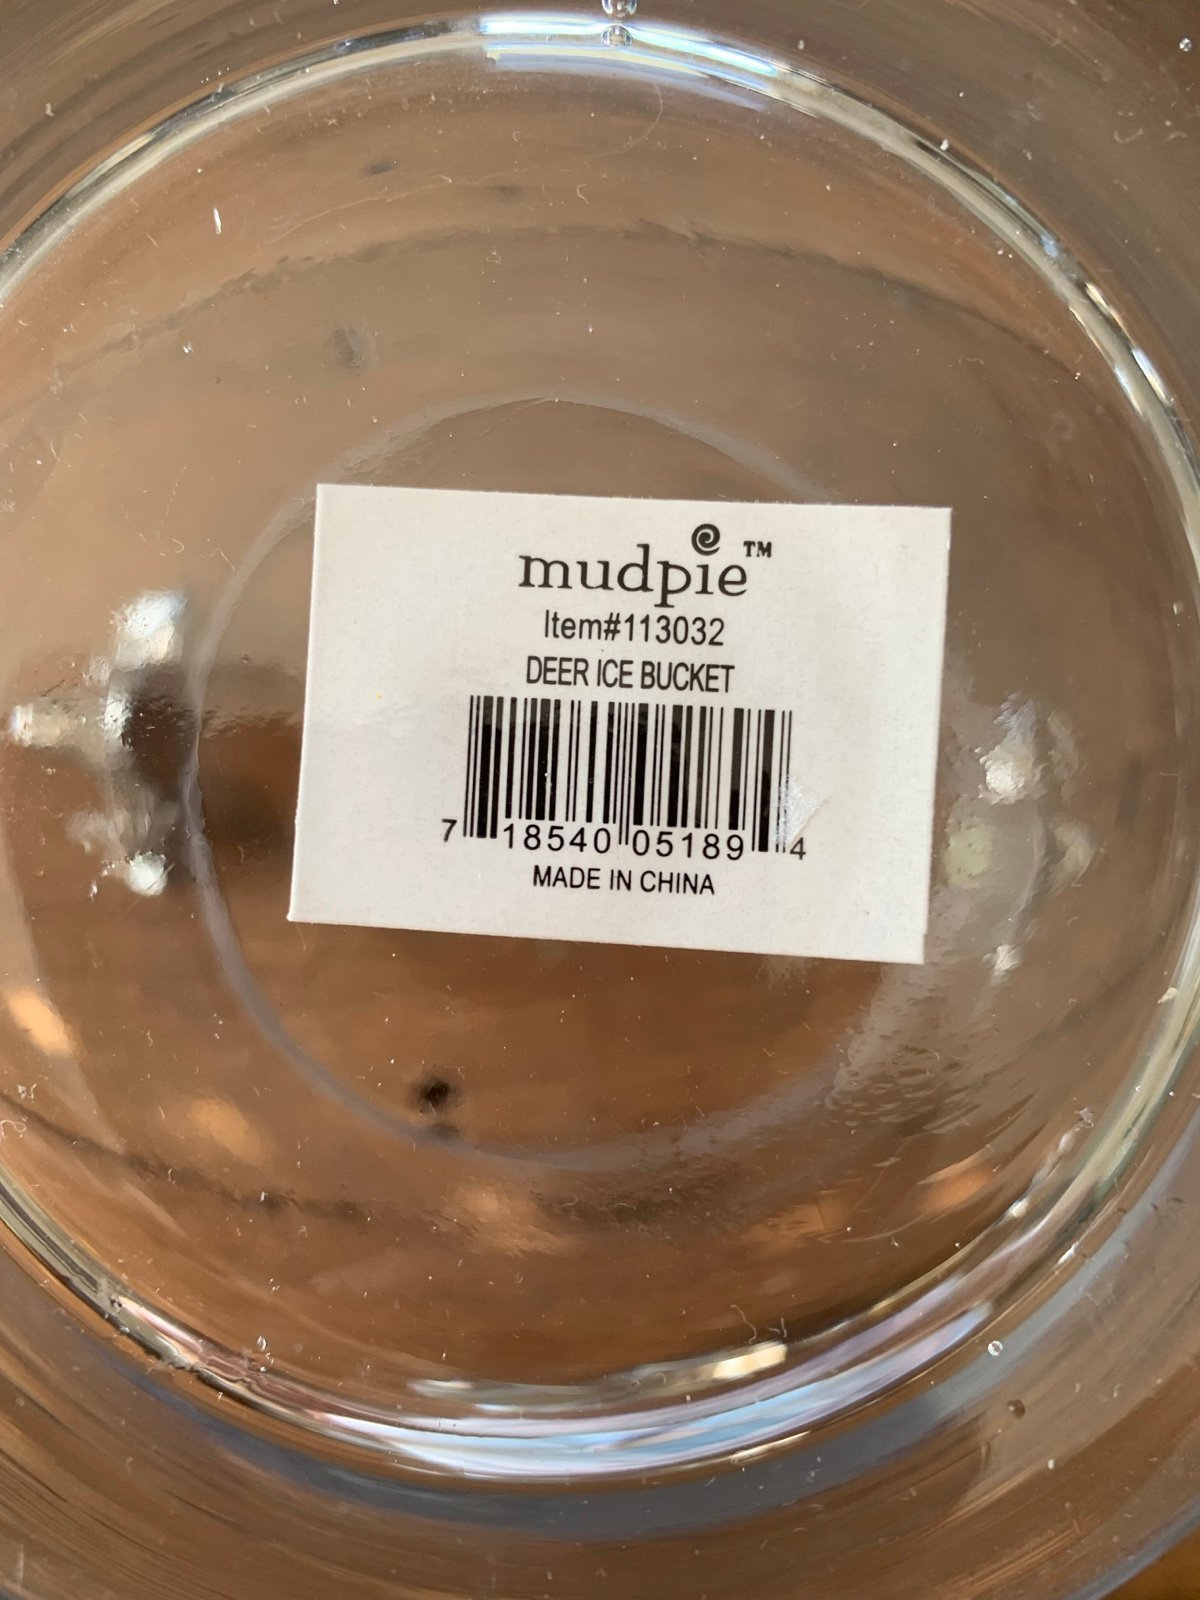 mudpie™
Item#113032
DEER ICE BUCKET
7 18540 05189 4
MADE IN CHINA